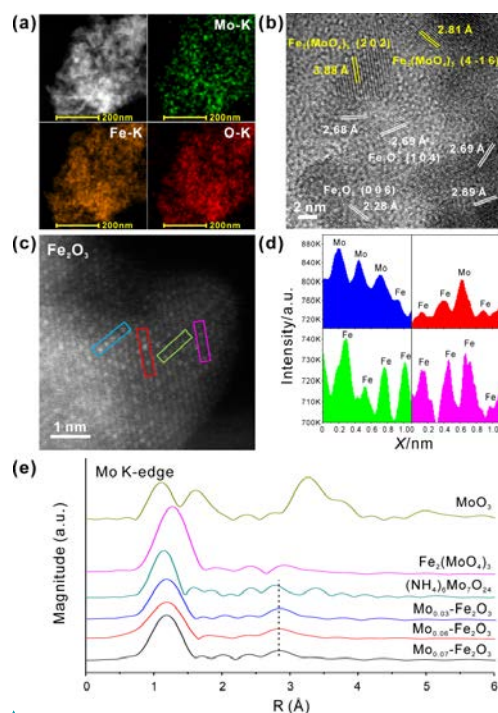 (a)
Mo-K
200nm
200nm
Fe-K
O-K
200nm
200nm
(b)
2.81 Å
Fe2(MoO4)3 (2 0 2)
Fe2(MoO4)3 (4 -1 6)
3.88 Å
2.68 Å
2.69 Å
Fe2O3 (1 0 4)
2.69 Å
Fe2O3 (0 0 6)
2.69 Å
2 nm
2.28 Å
(c)
Fe2O3
1 nm
(d)
880K
840K
800K
760K
720K
Mo
Mo
Mo
Fe
Mo
Fe
Fe
Fe
Fe
740K
730K
720K
710K
700K
Fe
Fe
Fe
Fe
Fe
Fe
Fe
Fe
Intensity/a.u.
0 0.2 0.4 0.6 0.8 1.0 0 0.2 0.4 0.6 0.8 1.0
X/nm
(e)
Mo K-edge
MoO3
Fe2(MoO4)3
(NH4)6Mo7O24
Mo0.03-Fe2O3
Mo0.06-Fe2O3
Mo0.07-Fe2O3
Magnitude (a.u.)
0 1 2 3 4 5 6
R (Å)